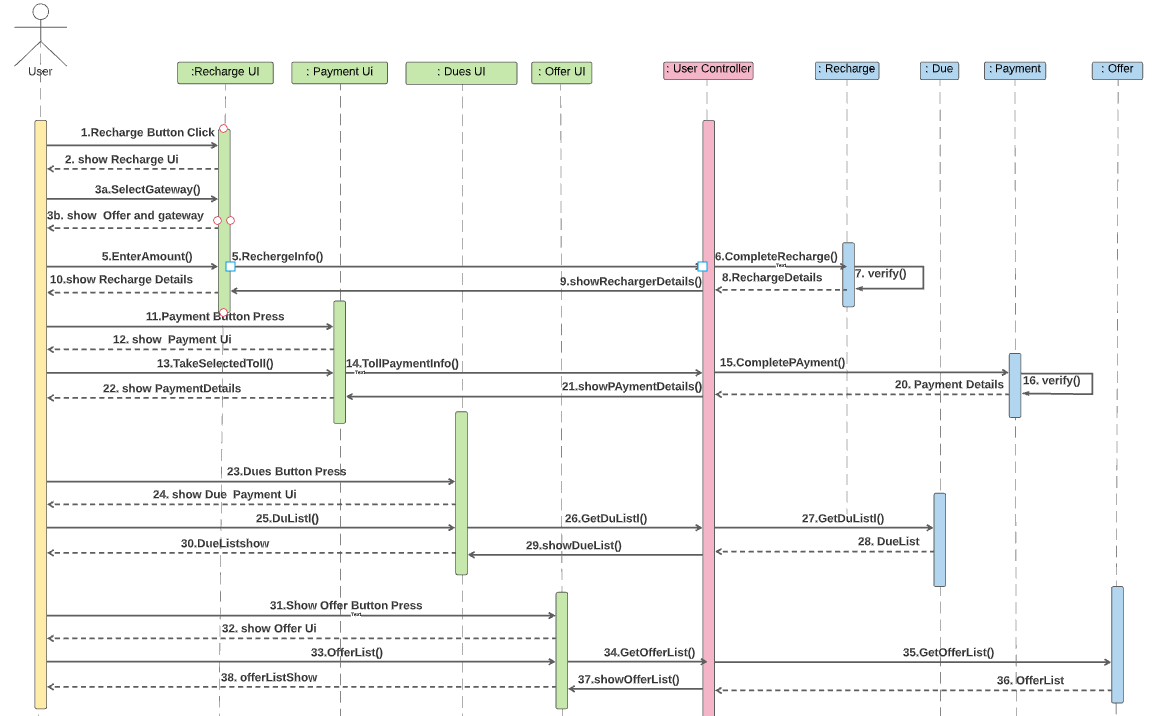 User
:Recharge UI
: Payment Ui
: Dues UI
: Offer UI
: User Controller
: Recharge
: Due
: Payment
: Offer
1.Recharge Button Click
2. show Recharge Ui
3a.SelectGateway()
3b. show Offer and gateway
5.EnterAmount()
5.RechergeInfo()
6.CompleteRecharge()
Text
7. verify()
8.RechargeDetails
9.showRechargerDetails()
10.show Recharge Details
11.Payment Button Press
12. show Payment Ui
13.TakeSelectedToll()
14.TollPaymentInfo()
Text
15.CompletePAyment()
16. verify()
20. Payment Details
21.showPAymentDetails()
22. show PaymentDetails
23.Dues Button Press
24. show Due Payment Ui
25.DuListl()
26.GetDuListl()
27.GetDuListl()
28. DueList
29.showDueList()
30.DueListshow
31.Show Offer Button Press
Text
32. show Offer Ui
33.OfferList()
34.GetOfferList()
35.GetOfferList()
36. OfferList
37.showOfferList()
38. offerListShow